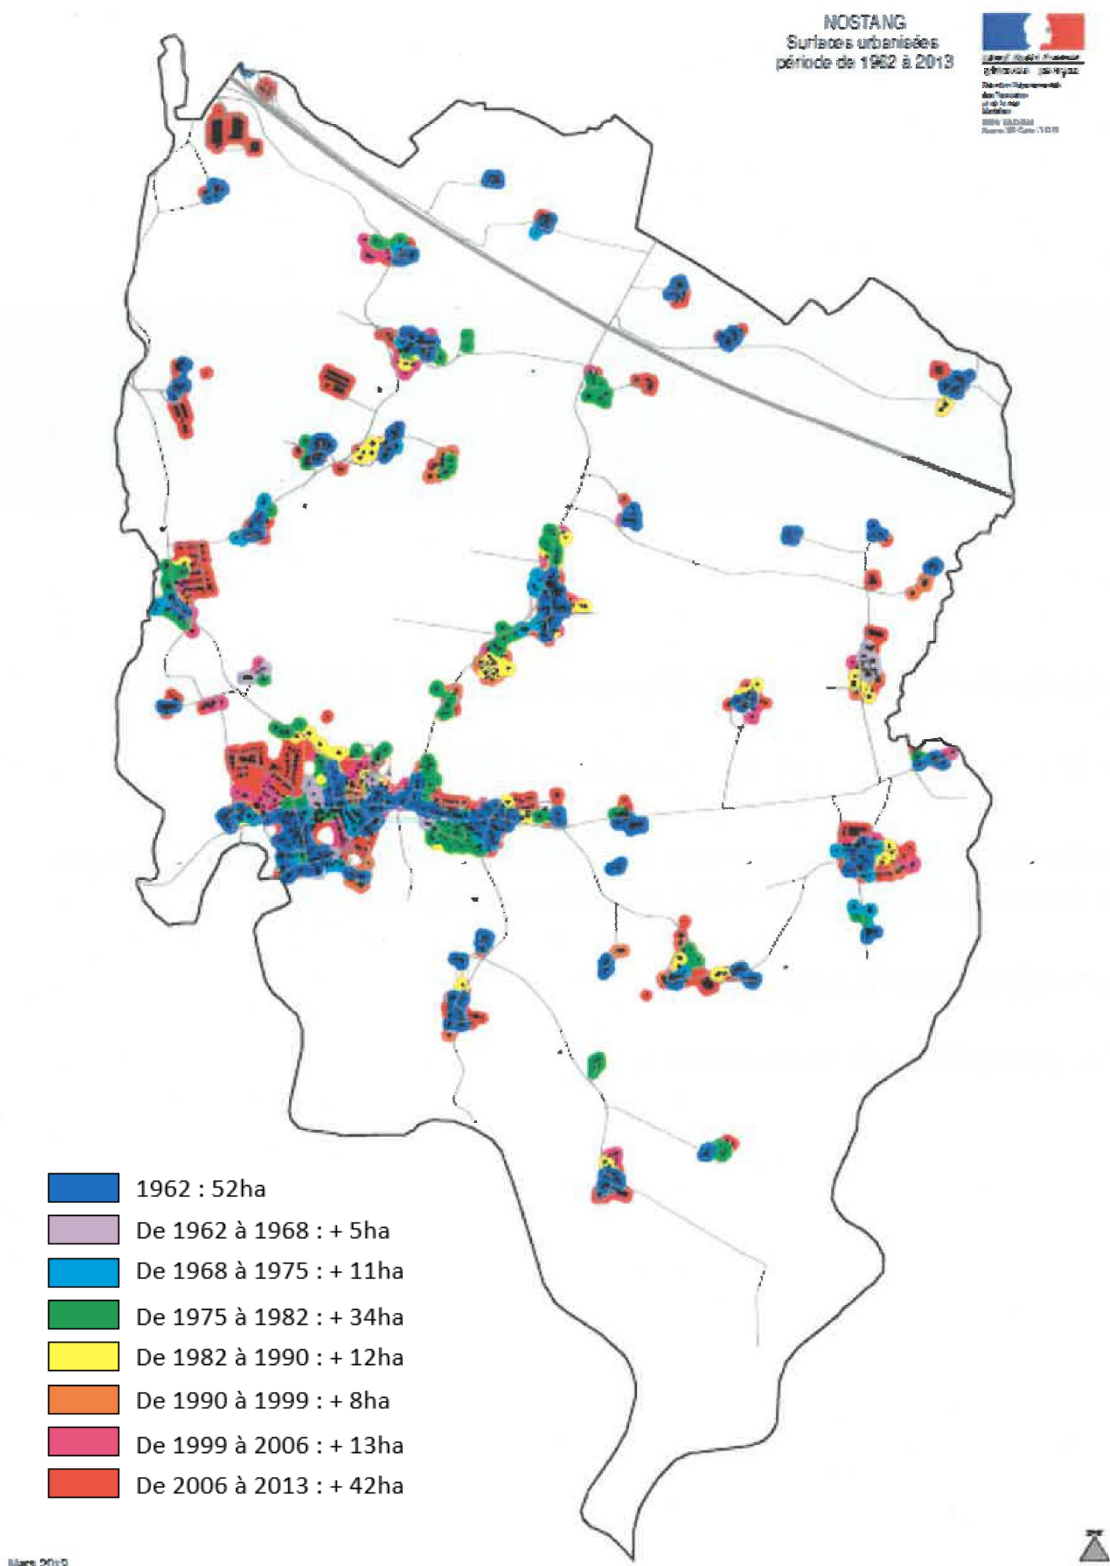 NOSTANG
Surfaces urbanisées
période de 1962 à 2013
1962 : 52ha
De 1962 à 1968 : + 5ha
De 1968 à 1975 : + 11ha
De 1975 à 1982 : + 34ha
De 1982 à 1990 : + 12ha
De 1990 à 1999 : + 8ha
De 1999 à 2006 : + 13ha
De 2006 à 2013 : + 42ha